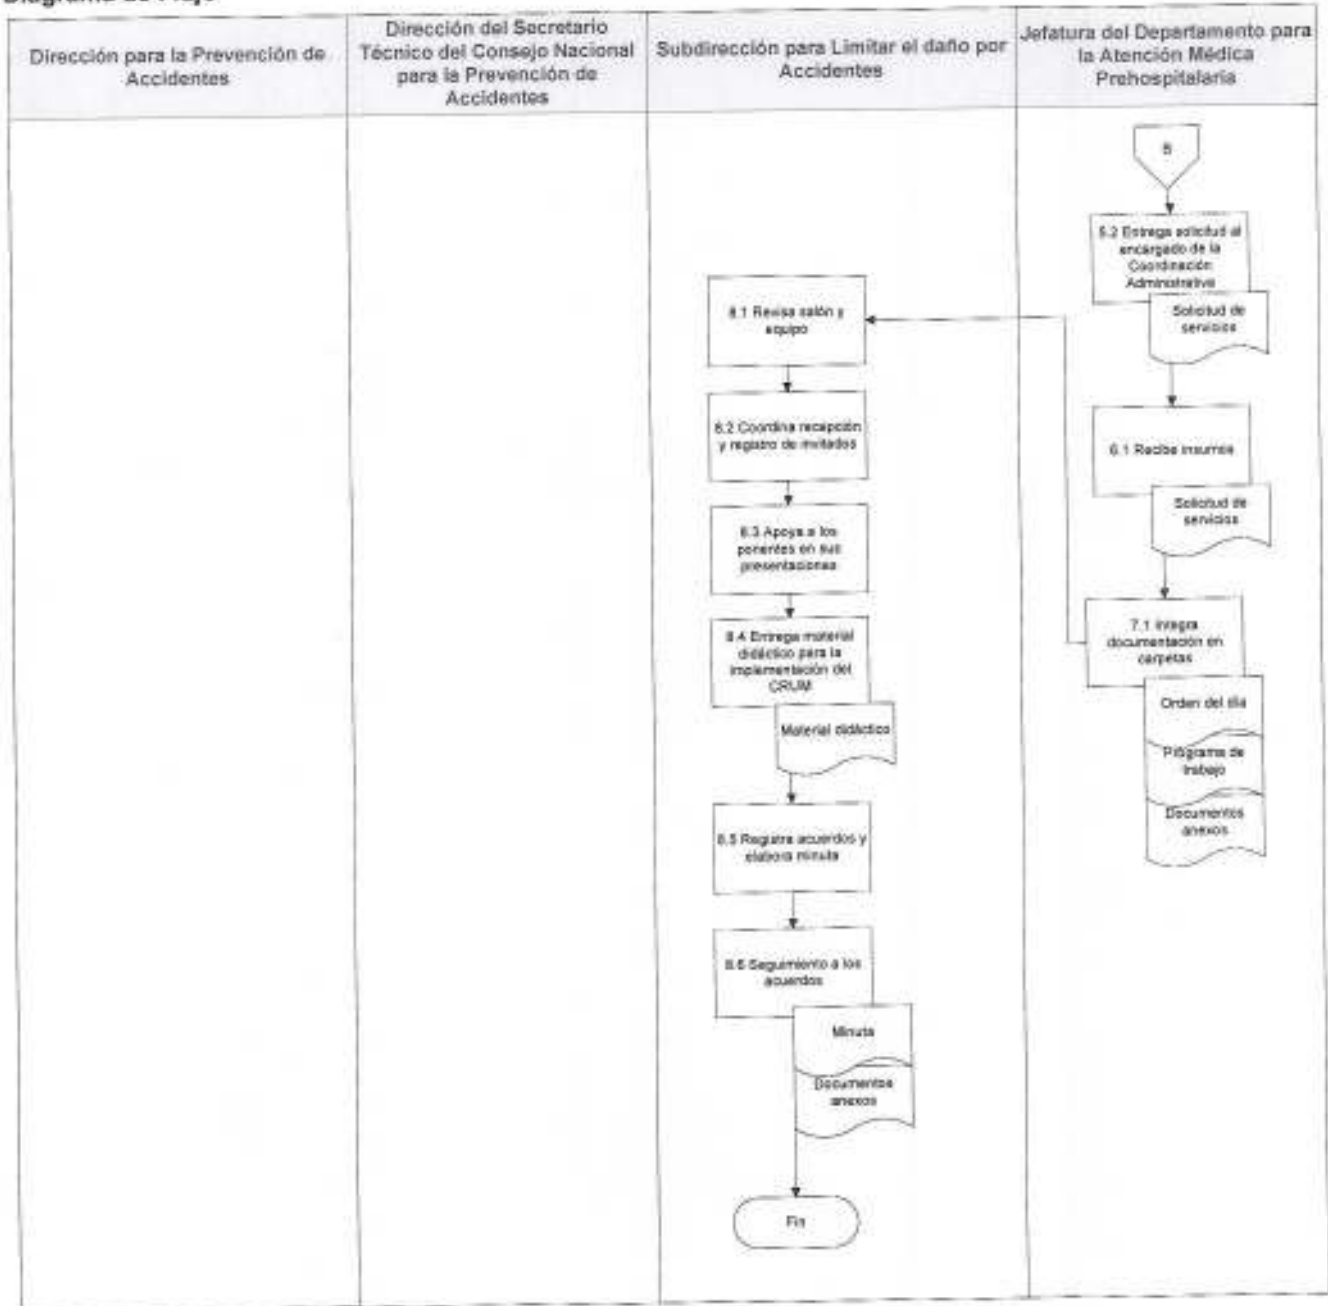 Dirección para la Prevención de
Accidentes
Dirección del Secretario
Técnico del Consejo Nacional
para la Prevención de
Accidentes
Subdirección para Limitar el daño por
Accidentes
Jefatura del Departamento para
la Atención Médica
Prehospitalaria
5.2 Entrega solicitud al
encargado de la
Coordinación
Administrativa
Solicitud de
servicios
6.1 Recibe insumos
Solicitud de
servicios
7.1 Integra
documentación en
carpetas
Orden del día
Programa de
trabajo
Documentos
anexos
8.1 Revisa salón y
equipo
8.2 Coordina recepción
y registro de invitados
8.3 Apoya a los
ponentes en sus
presentaciones
8.4 Entrega material
didáctico para la
implementación del
CRUM
Material didáctico
8.5 Registra acuerdos y
elabora minuta
8.6 Seguimiento a los
acuerdos
Minuta
Documentos
anexos
Fin